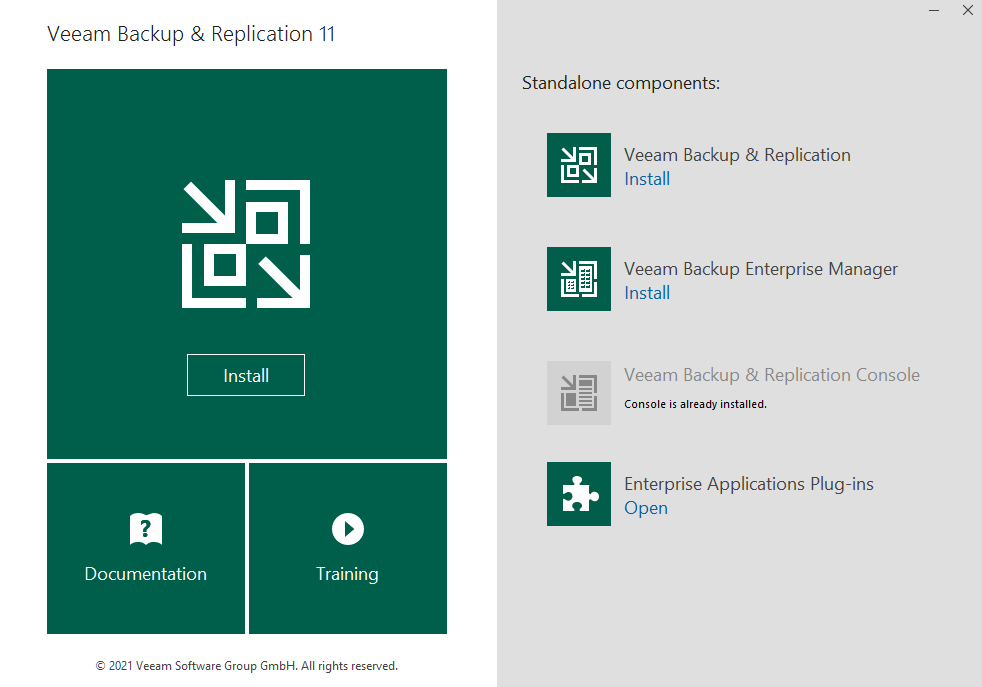 Veeam Backup & Replication 11
Install
Documentation
Training
© 2021 Veeam Software Group GmbH. All rights reserved.
Standalone components:
Veeam Backup & Replication
Install
Veeam Backup Enterprise Manager
Install
Veeam Backup & Replication Console
Console is already installed.
Enterprise Applications Plug-ins
Open